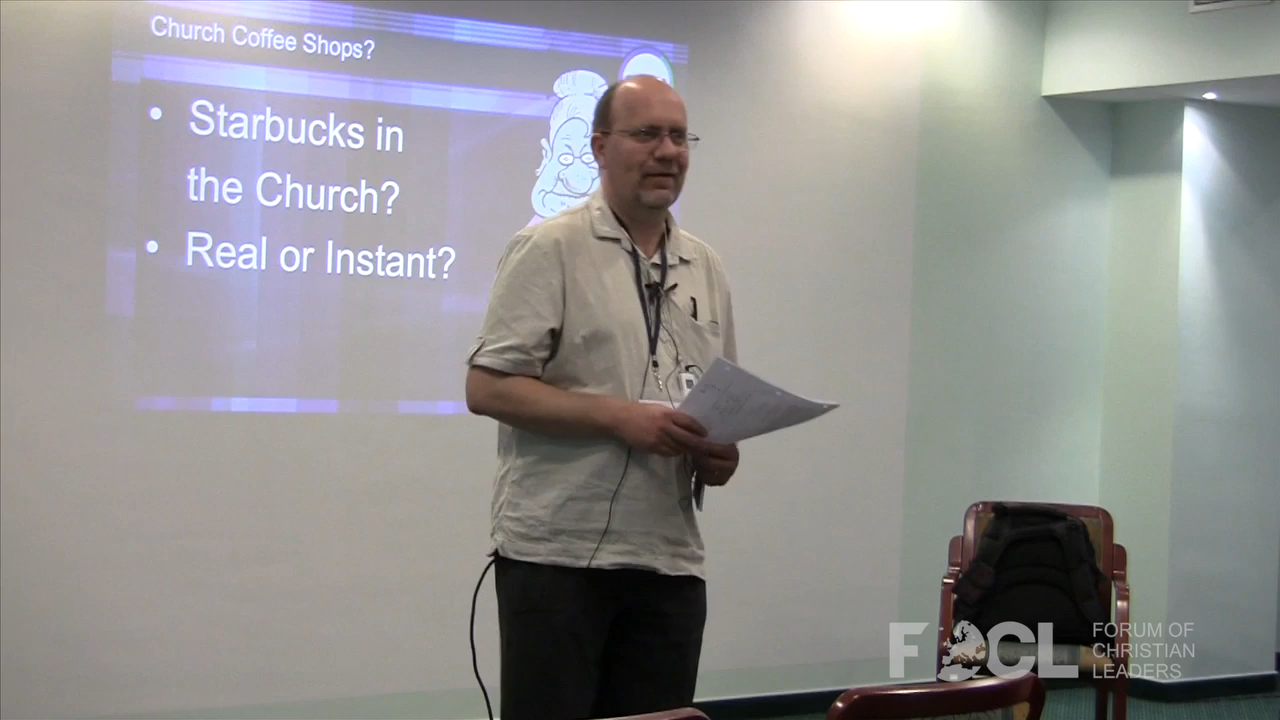 Church Coffee Shops?
• Starbucks in
the Church?
• Real or Instant?
FOCL
FORUM OF
CHRISTIAN
LEADERS